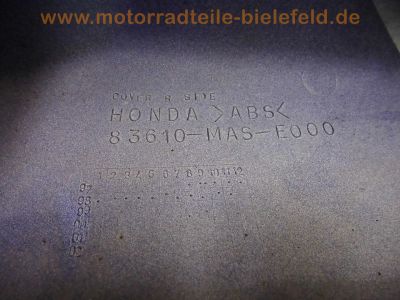 www.motorradteile-bielefeld.de
COVER R SIDE
HONDA >ABS<
83610-MAS-E000
1 2 3 4 5 6 7 8 9 10 11 12